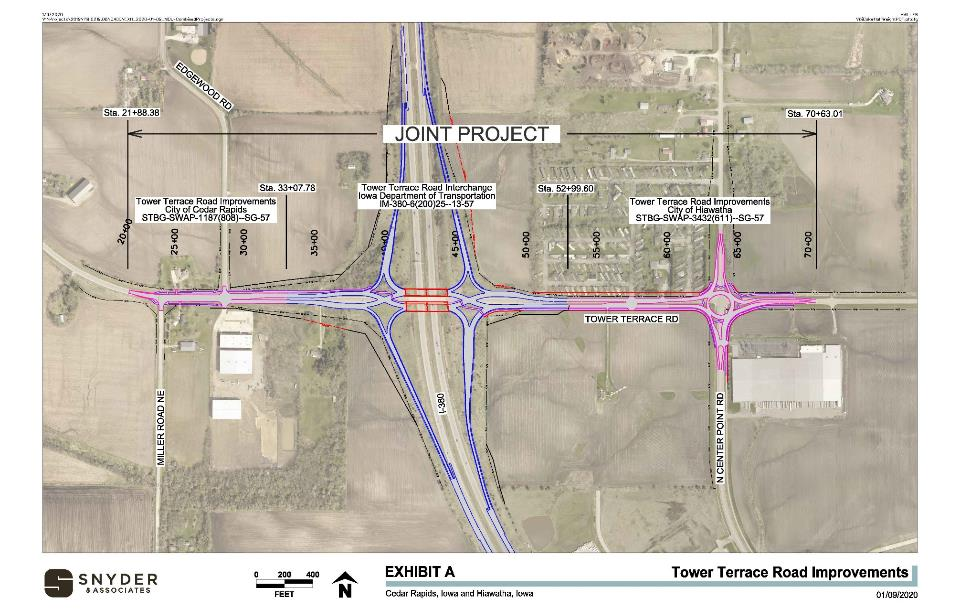 EDGEWOOD RD
Sta. 21+88.38
Sta. 70+63.01
JOINT PROJECT
Sta. 33+07.78
Sta. 52+99.60
Tower Terrace Road Improvements
City of Cedar Rapids
STBG-SWAP-1187(808)--SG-57
Tower Terrace Road Interchange
Iowa Department of Transportation
IM-380-6(200)25--13-57
Tower Terrace Road Improvements
City of Hiawatha
STBG-SWAP-3432(611)--SG-57
20+00
25+00
30+00
35+00
45+00
50+00
55+00
60+00
65+00
70+00
TOWER TERRACE RD
MILLER ROAD NE
I-380
N CENTER POINT RD
SNYDER
& ASSOCIATES
0 200 400
FEET
N
EXHIBIT A
Tower Terrace Road Improvements
Cedar Rapids, Iowa and Hiawatha, Iowa
01/09/2020